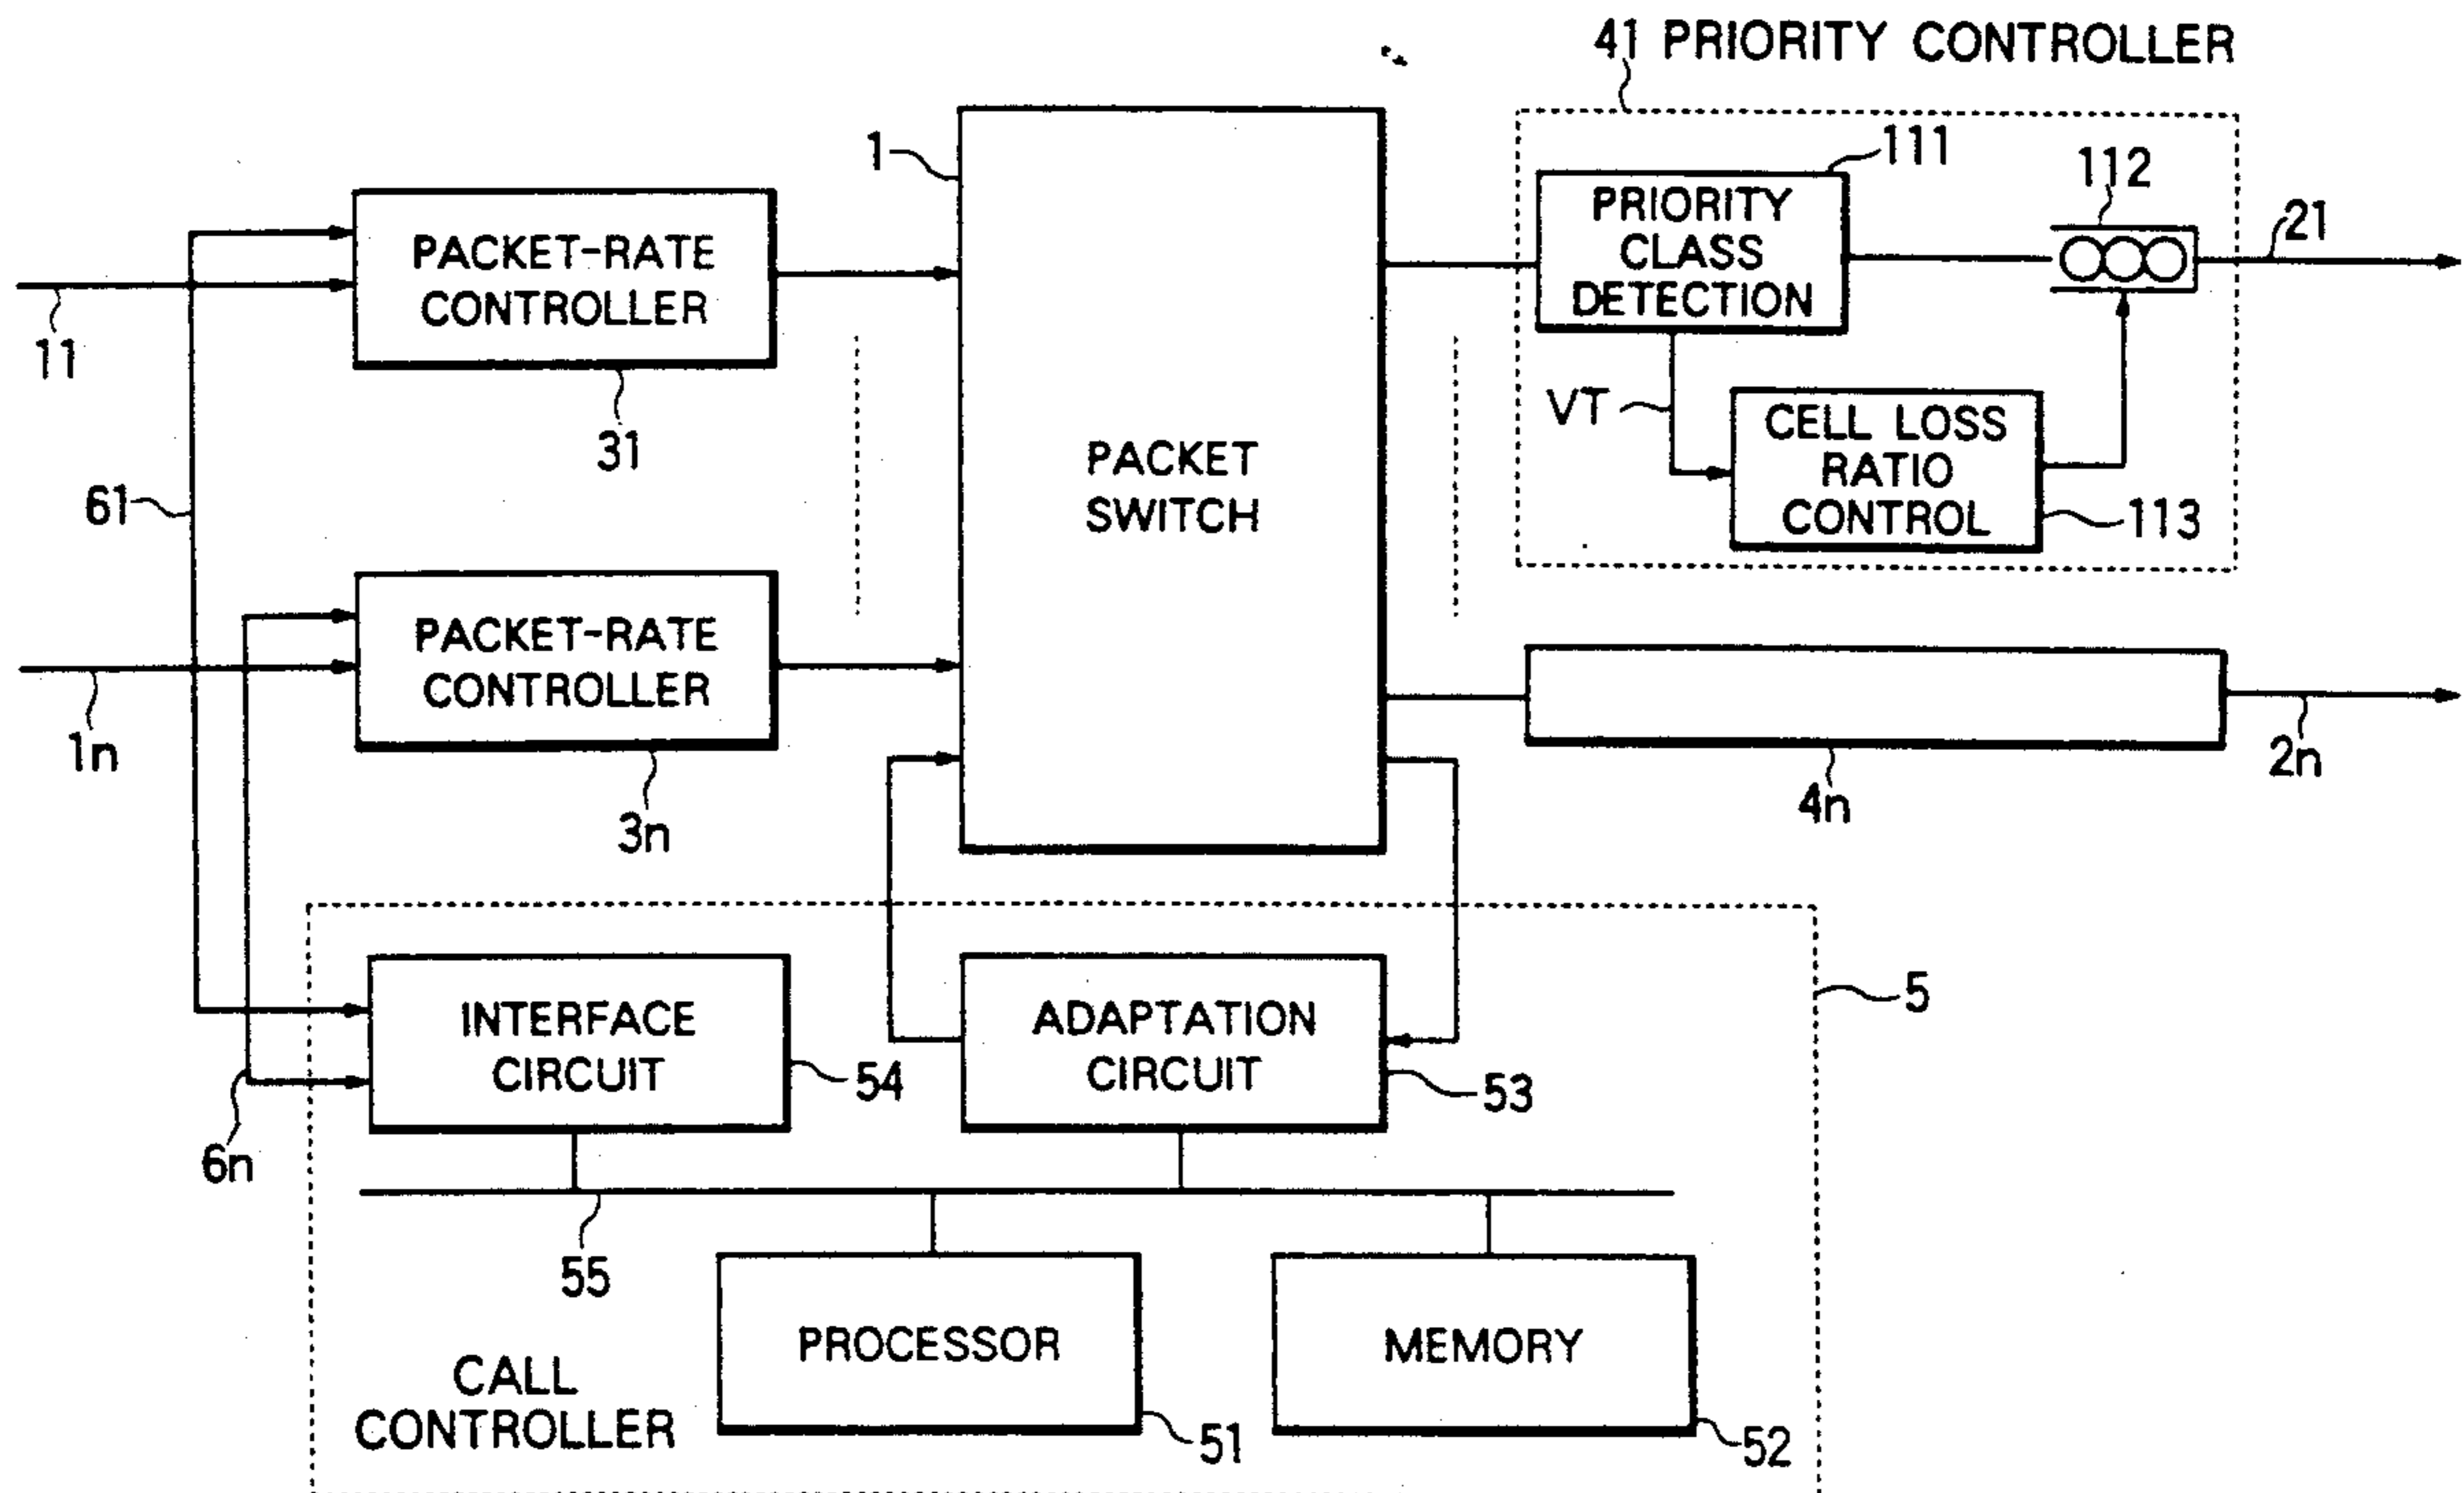 41 PRIORITY CONTROLLER
1
111
112
PRIORITY
CLASS
DETECTION
21
PACKET-RATE
CONTROLLER
11
31
VT
CELL LOSS
RATIO
CONTROL
113
PACKET
SWITCH
61
PACKET-RATE
CONTROLLER
1n
3n
4n
2n
INTERFACE
CIRCUIT
54
ADAPTATION
CIRCUIT
53
5
6n
55
PROCESSOR
51
MEMORY
52
CALL
CONTROLLER